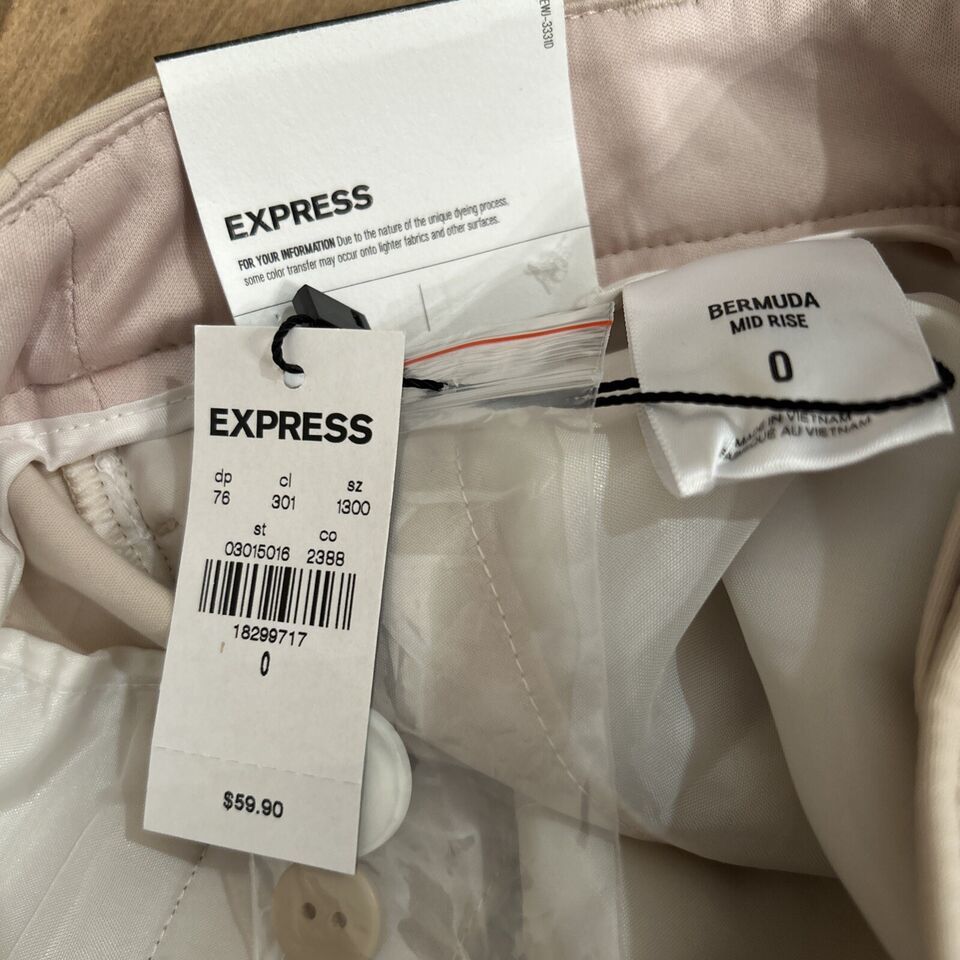 EWJ-3331D
EXPRESS
FOR YOUR INFORMATION Due to the nature of the unique dyeing process,
some color transfer may occur onto lighter fabrics and other surfaces.
BERMUDA
MID RISE
0
MADE IN VIETNAM
AU VIETNAM
EXPRESS
dp cl sz
76 301 1300
st co
03015016 2388
18299717
0
$59.90